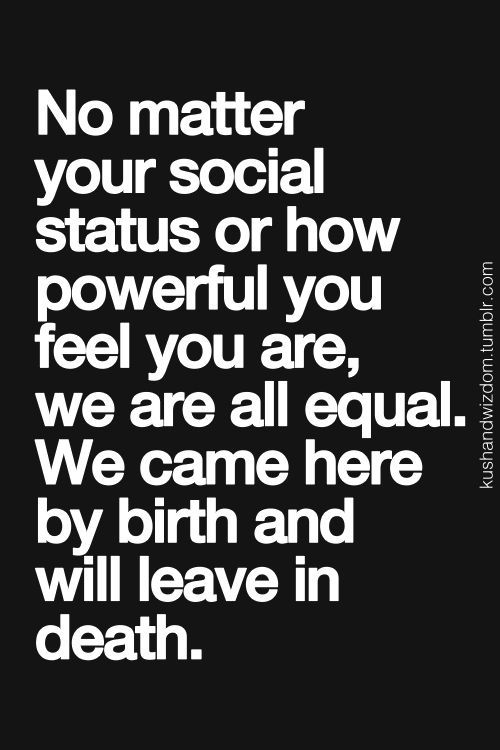 No matter
your social
status or how
powerful you
feel you are,
we are all equal.
We came here
by birth and
will leave in
death.
kushandwizdom.tumblr.com